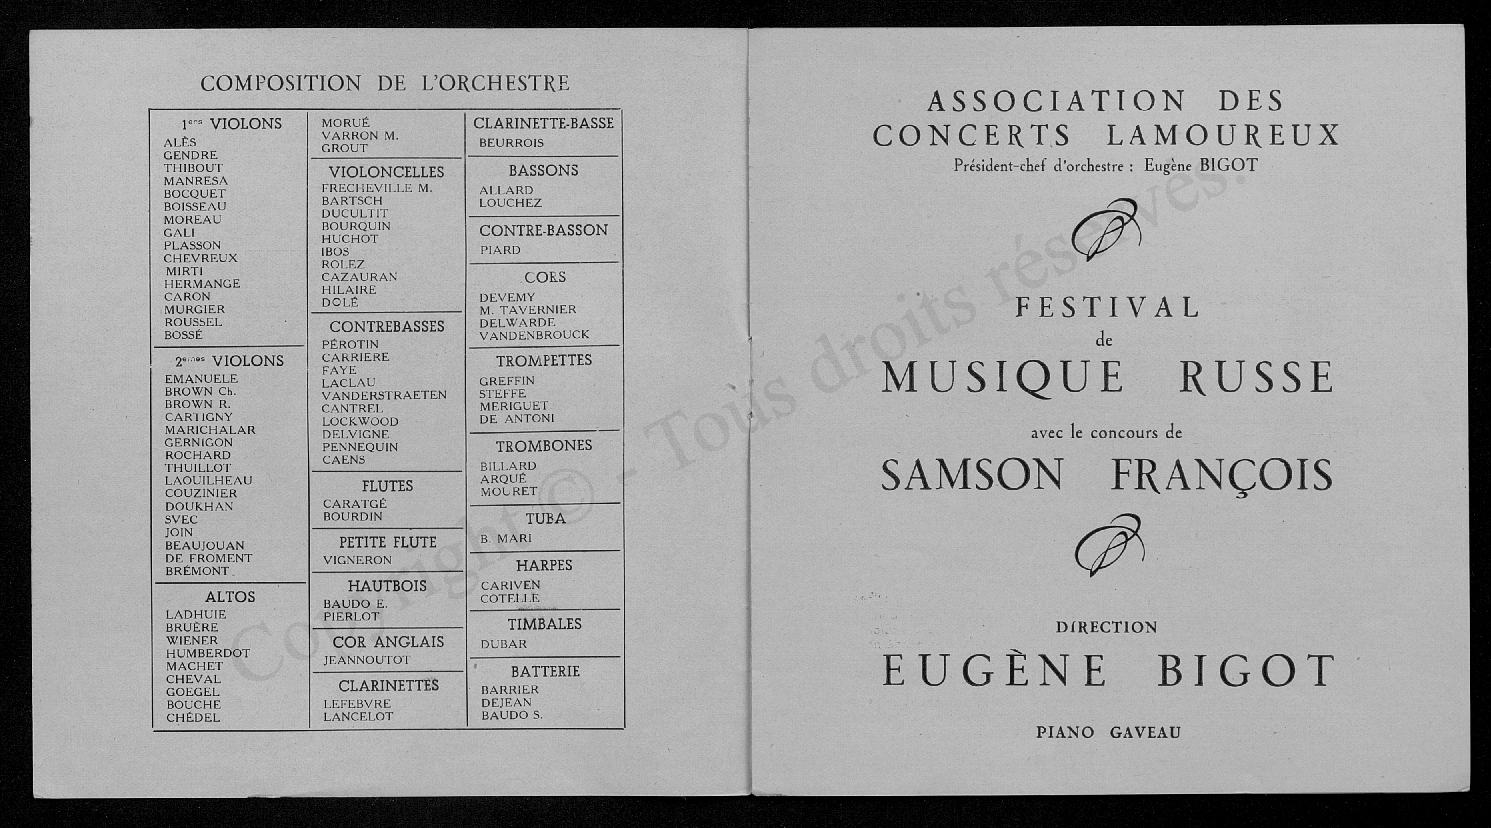 COMPOSITION DE L'ORCHESTRE
1ers VIOLONS
ALÈS
GENDRE
THIBOUT
MANRESA
BOCQUET
BOISSEAU
MOREAU
GALI
PLASSON
CHEVREUX
MIRTI
HERMANGE
CARON
MURGIER
ROUSSEL
BOSSÉ
2emes VIOLONS
EMANUELE
BROWN Ch.
BROWN R.
CARTIGNY
MARICHALAR
GERNIGON
ROCHARD
THUILLOT
LAOUILHEAU
COUZINIER
DOUKHAN
SVEC
JOIN
BEAUJOUAN
DE FROMENT
BRÉMONT
ALTOS
LADHUIE
BRUÈRE
WIENER
HUMBERDOT
MACHET
CHEVAL
GOEGEL
BOUCHE
CHÉDEL
MORUÉ
VARRON M.
GROUT
VIOLONCELLES
FRECHEVILLE M.
BARTSCH
DUCULTIT
BOURQUIN
HUCHOT
IBOS
ROLEZ
CAZAURAN
HILAIRE
DOLÉ
CONTREBASSES
PÉROTIN
CARRIERE
FAYE
LACLAU
VANDERSTRAETEN
CANTREL
LOCKWOOD
DELVIGNE
PENNEQUIN
CAENS
FLUTES
CARATGÉ
BOURDIN
PETITE FLUTE
VIGNERON
HAUTBOIS
BAUDO E.
PIERLOT
COR ANGLAIS
JEANNOUTOT
CLARINETTES
LEFEBVRE
LANCELOT
CLARINETTE-BASSE
BEURROIS
BASSONS
ALLARD
LOUCHEZ
CONTRE-BASSON
PIARD
CORS
DEVEMY
M. TAVERNIER
DELWARDE
VANDENBROUCK
TROMPETTES
GREFFIN
STEFFE
MERIGUET
DE ANTONI
TROMBONES
BILLARD
ARQUÉ
MOURET
TUBA
B. MARI
HARPES
CARIVEN
COTELLE
TIMBALES
DUBAR
BATTERIE
BARRIER
DEJEAN
BAUDO S.
ASSOCIATION DES
CONCERTS LAMOUREUX
Président-chef d'orchestre : Eugène BIGOT
FESTIVAL
de
MUSIQUE RUSSE
avec le concours de
SAMSON FRANÇOIS
DIRECTION
EUGÈNE BIGOT
PIANO GAVEAU
Copyright © - Tous droits réservés.